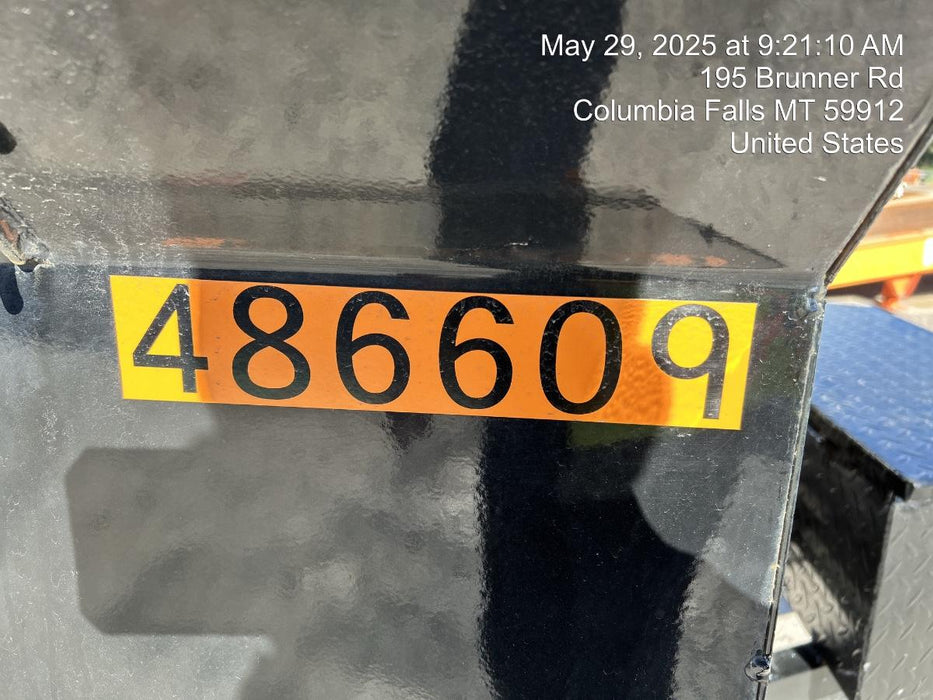 May 29, 2025 at 9:21:10 AM
195 Brunner Rd
Columbia Falls MT 59912
United States
486609